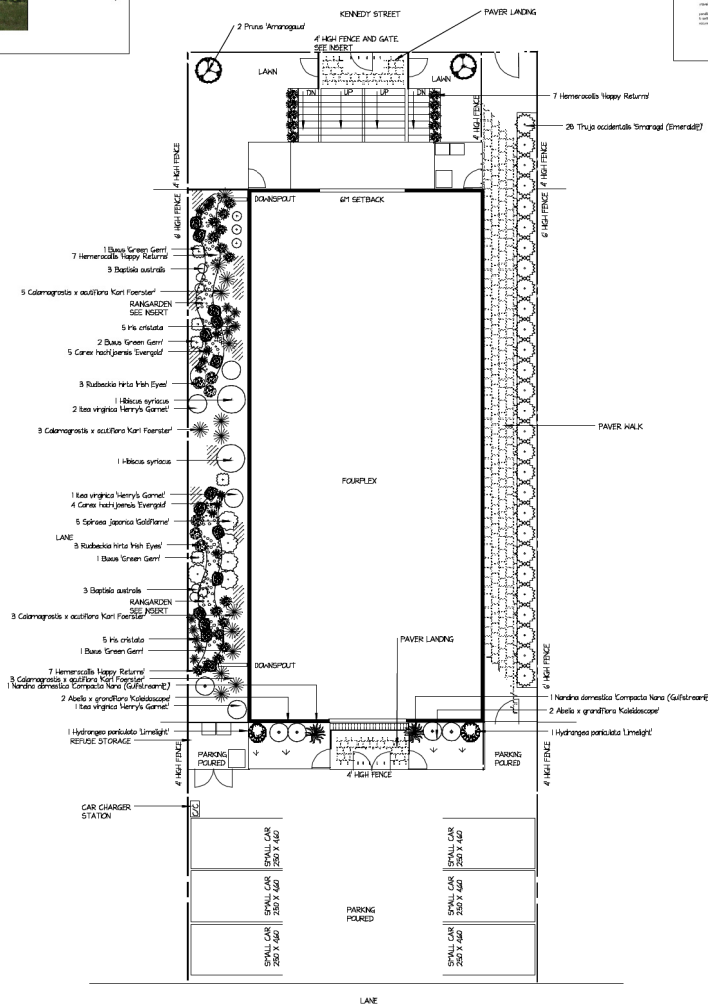 KENNEDY STREET
PAVER LANDING
2 Prunus 'Amanogawa'
4' HIGH FENCE AND GATE
SEE INSERT
LAWN
LAWN
DN
UP
UP
DN
7 Hemerocallis 'Happy Returns'
4' HIGH FENCE
28 Thuja occidentalis 'Smaragd (Emerald?)'
4' HIGH FENCE
6' HIGH FENCE
4' HIGH FENCE
6' HIGH FENCE
DOWNSPOUT
6M SETBACK
1 Buxus 'Green Gem'
7 Hemerocallis 'Happy Returns'
3 Baptisia australis
5 Calamagrostis x acutiflora 'Karl Foerster'
RAINGARDEN
SEE INSERT
5 Iris cristata
2 Buxus 'Green Gem'
5 Carex hachijoensis 'Evergold'
3 Rudbeckia hirta 'Irish Eyes'
1 Hibiscus syriacus
2 Itea virginica 'Henry's Garnet'
3 Calamagrostis x acutiflora 'Karl Foerster'
PAVER WALK
1 Hibiscus syriacus
FOURPLEX
1 Itea virginica 'Henry's Garnet'
4 Carex hachijoensis 'Evergold'
5 Spiraea japonica 'Goldflame'
LANE
3 Rudbeckia hirta 'Irish Eyes'
1 Buxus 'Green Gem'
3 Baptisia australis
RAINGARDEN
SEE INSERT
3 Calamagrostis x acutiflora 'Karl Foerster'
5 Iris cristata
1 Buxus 'Green Gem'
PAVER LANDING
7 Hemerocallis 'Happy Returns'
DOWNSPOUT
3 Calamagrostis x acutiflora 'Karl Foerster'
1 Nandina domestica 'Compacta Nana (Gulfstream?)'
2 Abelia x grandiflora 'Kaleidoscope'
1 Itea virginica 'Henry's Garnet'
6' HIGH FENCE
1 Nandina domestica 'Compacta Nana (Gulfstream?
2 Abelia x grandiflora 'Kaleidoscope'
1 Hydrangea paniculata 'Limelight'
REFUSE STORAGE
1 Hydrangea paniculata 'Limelight'
4' HIGH FENCE
PARKING
POURED
4' HIGH FENCE
PARKING
POURED
4' HIGH FENCE
CAR CHARGER
STATION
C/C
SMALL CAR
250 X 460
SMALL CAR
250 X 460
SMALL CAR
250 X 460
SMALL CAR
250 X 460
PARKING
POURED
SMALL CAR
250 X 460
SMALL CAR
250 X 460
LANE